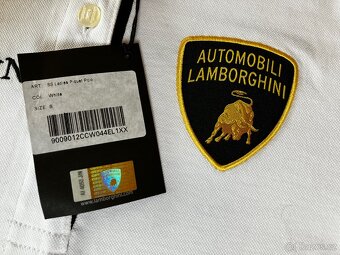 ART. SS Ladies Piquet Polo
COL. White
SIZE: S
9009012CCW044EL1XX
www.lamborghini.com
AUTOMOBILI
LAMBORGHINI